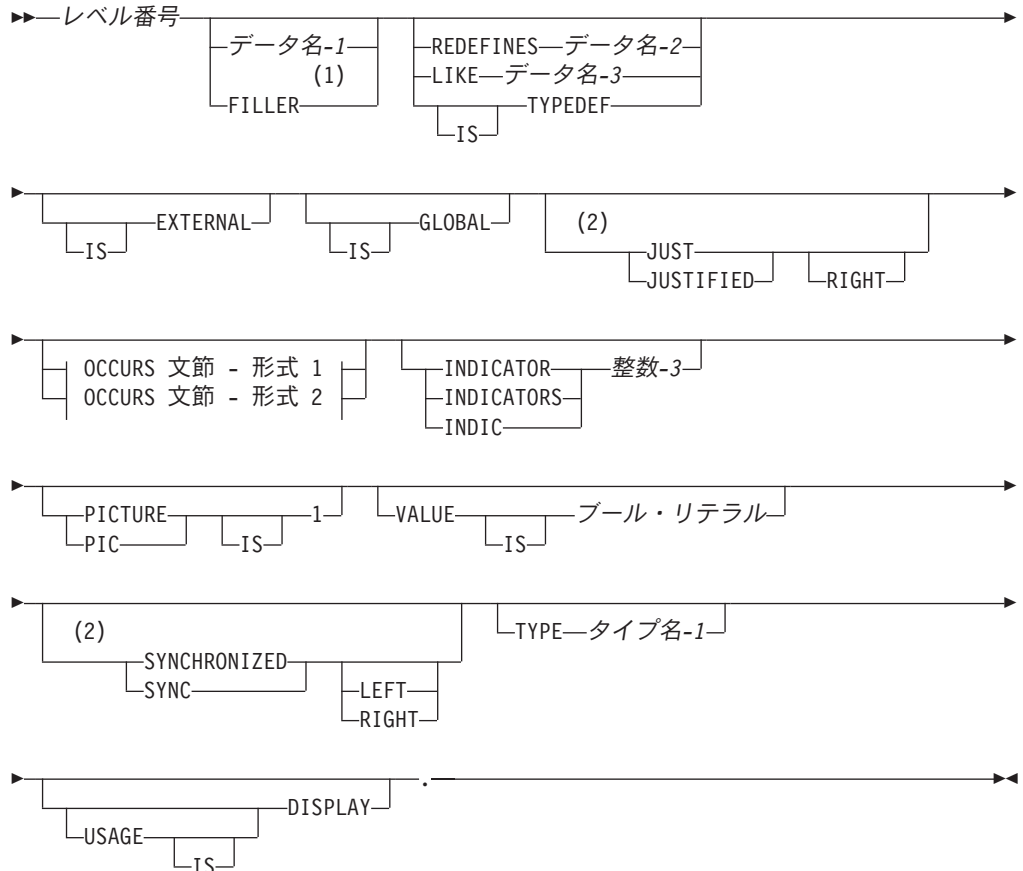 レベル番号
データ名-1
(1)
FILLER
REDEFINES データ名-2
LIKE データ名-3
TYPEDEF
IS
EXTERNAL
IS
GLOBAL
IS
(2)
JUST
JUSTIFIED
RIGHT
OCCURS 文節 - 形式 1
OCCURS 文節 - 形式 2
INDICATOR
INDICATORS
INDIC
整数-3
PICTURE
PIC
IS
1
VALUE
IS
ブール・リテラル
(2)
SYNCHRONIZED
SYNC
LEFT
RIGHT
TYPE タイプ名-1
USAGE
IS
DISPLAY
.